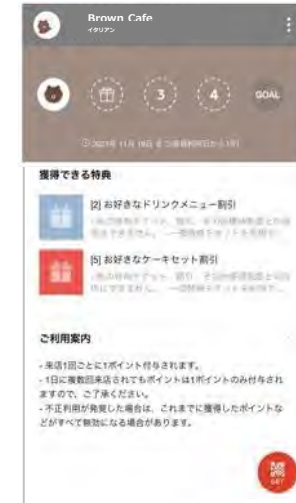 Brown Cafe
イタリアン
3
4
GOAL
獲得できる特典
[2] お好きなドリンクメニュー割引
[5] お好きなケーキセット割引
ご利用案内
- 来店1回ごとに1ポイント付与されます。
- 1日に複数回来店されてもポイントは1ポイントのみ付与され
ますので、ご了承ください。
- 不正利用が発覚した場合は、これまでに獲得したポイントな
どがすべて無効になる場合があります。
GET